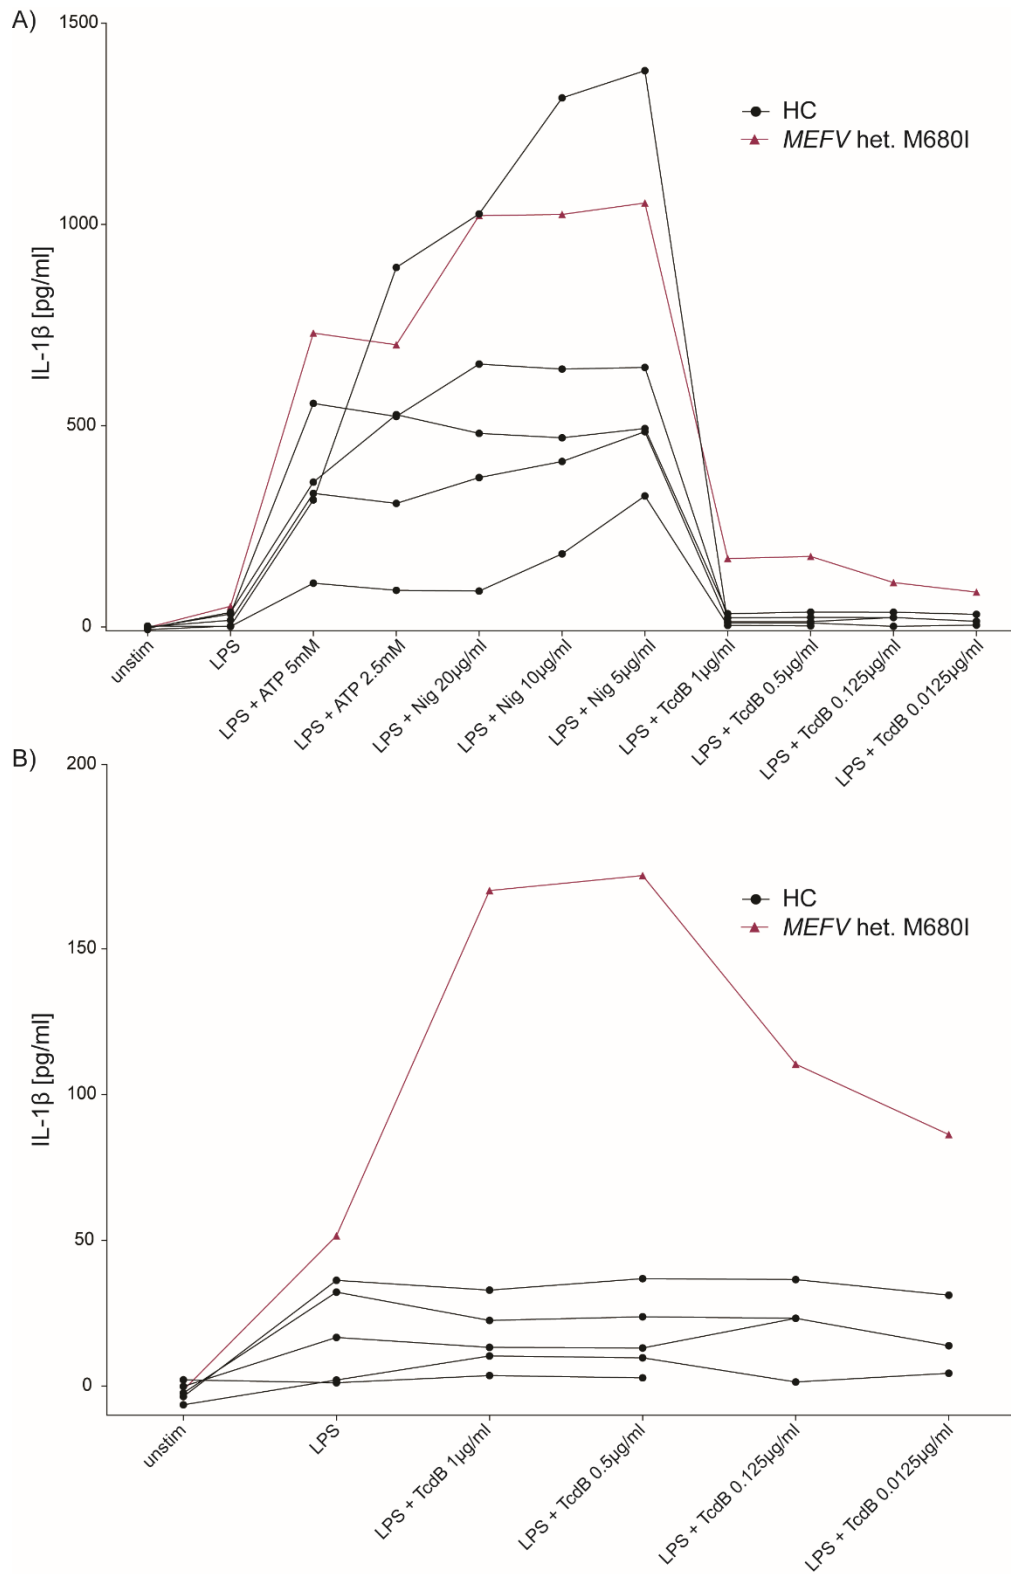 A)
1500
1000
500
0
IL-1β [pg/ml]
HC
MEFV het. M680I
unstim
LPS
LPS + ATP 5mM
LPS + ATP 2.5mM
LPS + Nig 20µg/ml
LPS + Nig 10µg/ml
LPS + Nig 5µg/ml
LPS + TcdB 1µg/ml
LPS + TcdB 0.5µg/ml
LPS + TcdB 0.125µg/ml
LPS + TcdB 0.0125µg/ml
B)
200
150
100
50
0
IL-1β [pg/ml]
HC
MEFV het. M680I
unstim
LPS
LPS + TcdB 1µg/ml
LPS + TcdB 0.5µg/ml
LPS + TcdB 0.125µg/ml
LPS + TcdB 0.0125µg/ml